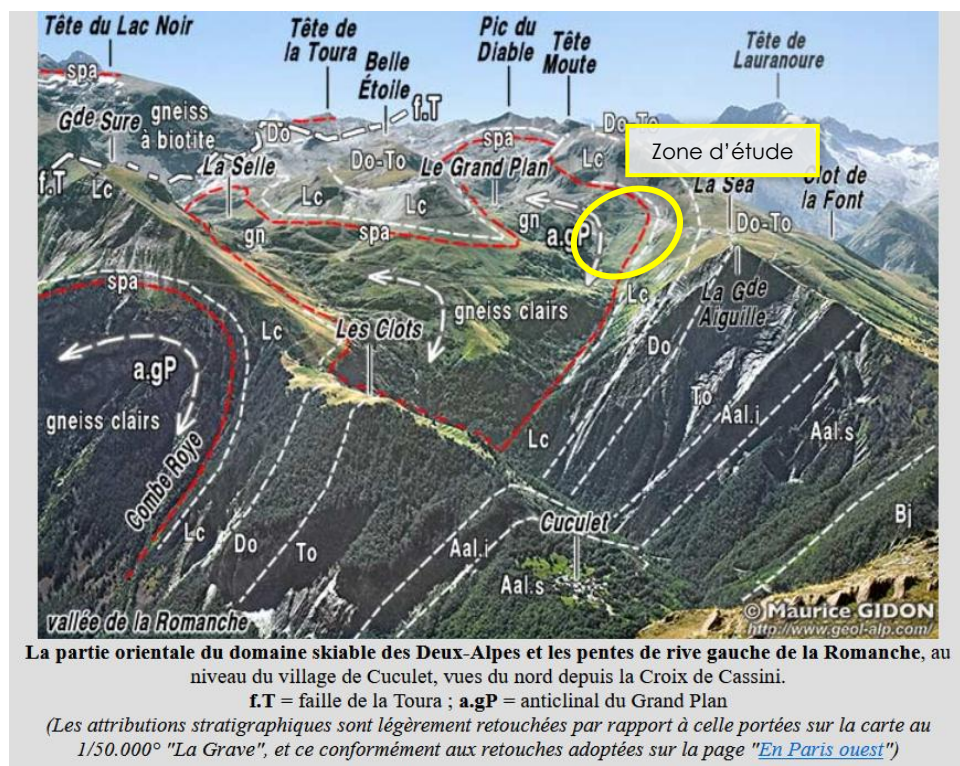 Tête du Lac Noir
Tête de
la Toura
Belle
Étoile
Pic du
Diable
Tête
Moute
Tête de
Lauranoure
spa
Gde Sure
gneiss
à biotite
Do
f.T
spa
Do-To
Zone d'étude
f.T
Lc
La Selle
Do-To
Le Grand Plan
Lc
La Sea
Clot de
la Font
Lc
Lc
gn
spa
gn
a.gP
Do-To
spa
Lc
gneiss clairs
Lc
La Gde
Aiguille
Les Clots
Do
a.gP
gneiss clairs
To
Aal.i
Aal.s
Combe Roye
Lc
Lc
Do
To
Aal.i
Cuculet
Bj
Aal.s
vallée de la Romanche
© Maurice GIDON
http://www.geol-alp.com/
La partie orientale du domaine skiable des Deux-Alpes et les pentes de rive gauche de la Romanche, au
niveau du village de Cuculet, vues du nord depuis la Croix de Cassini.
f.T = faille de la Toura ; a.gP = anticlinal du Grand Plan
(Les attributions stratigraphiques sont légèrement retouchées par rapport à celle portées sur la carte au
1/50.000° "La Grave", et ce conformément aux retouches adoptées sur la page "En Paris ouest")